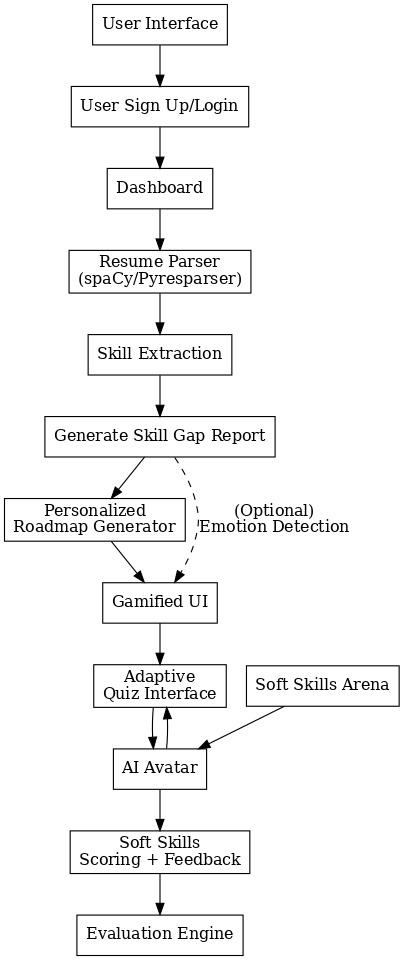 User Interface
User Sign Up/Login
Dashboard
Resume Parser
(spaCy/Pyresparser)
Skill Extraction
Generate Skill Gap Report
Personalized
Roadmap Generator
(Optional)
Emotion Detection
Gamified UI
Adaptive
Quiz Interface
Soft Skills Arena
AI Avatar
Soft Skills
Scoring + Feedback
Evaluation Engine